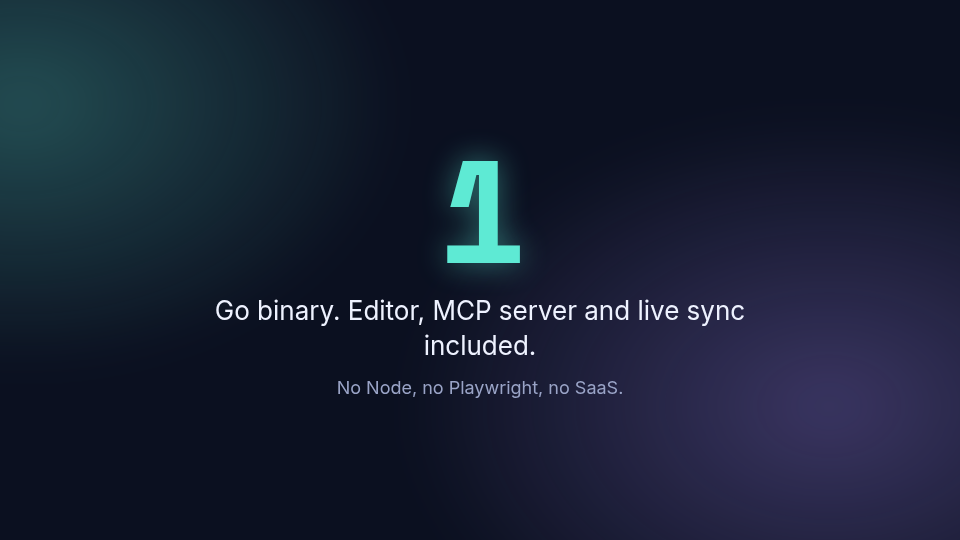 1
Go binary. Editor, MCP server and live sync
included.
No Node, no Playwright, no SaaS.